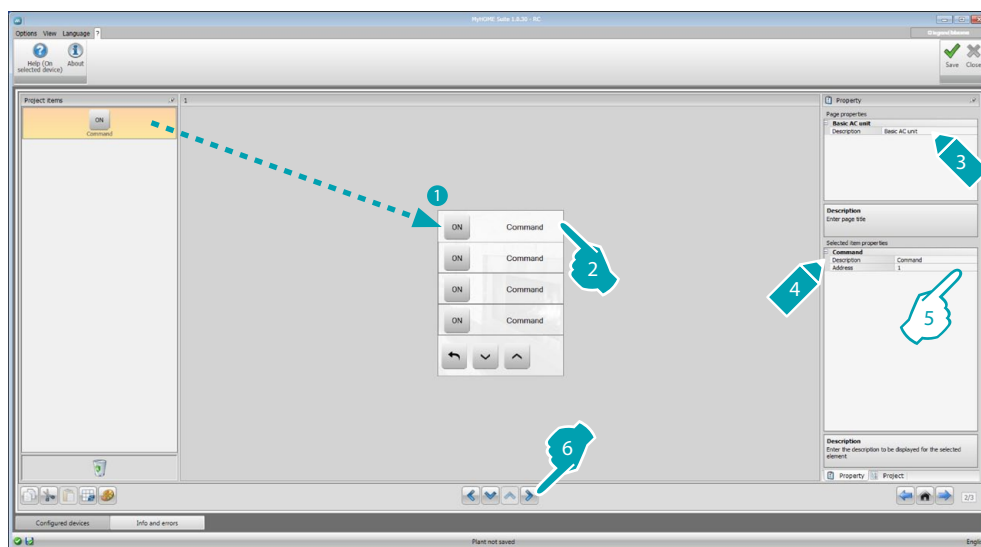 MyHOME Suite 1.0.30 - RC
Options View Language ?
Help (On selected device)
About
Save
Close
Project items
1
Property
ON
Command
Page properties
Basic AC unit
Description Basic AC unit
3
Description
Enter page title
1
ON Command
2
ON Command
ON Command
ON Command
Selected item properties
Command
Description Command
Address 1
4
5
6
Description
Enter the description to be displayed for the selected
element
Property Project
2/3
Configured devices Info and errors
Plant not saved
Engli